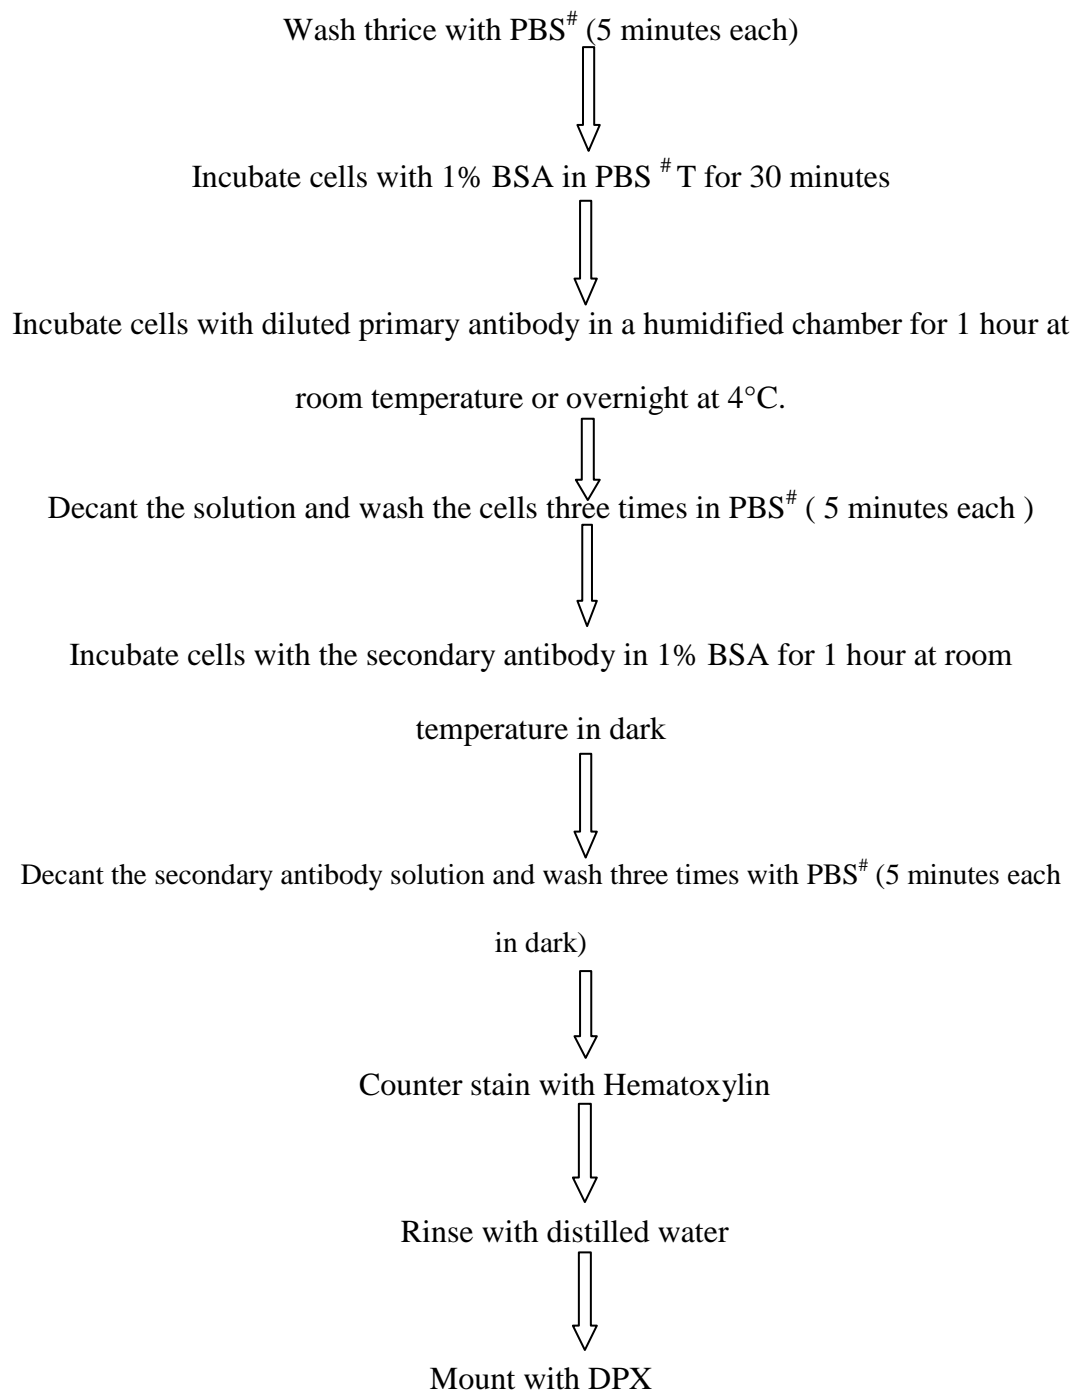 Wash thrice with PBS# (5 minutes each)
Incubate cells with 1% BSA in PBS # T for 30 minutes
Incubate cells with diluted primary antibody in a humidified chamber for 1 hour at
room temperature or overnight at 4°C.
Decant the solution and wash the cells three times in PBS# ( 5 minutes each )
Incubate cells with the secondary antibody in 1% BSA for 1 hour at room
temperature in dark
Decant the secondary antibody solution and wash three times with PBS# (5 minutes each
in dark)
Counter stain with Hematoxylin
Rinse with distilled water
Mount with DPX